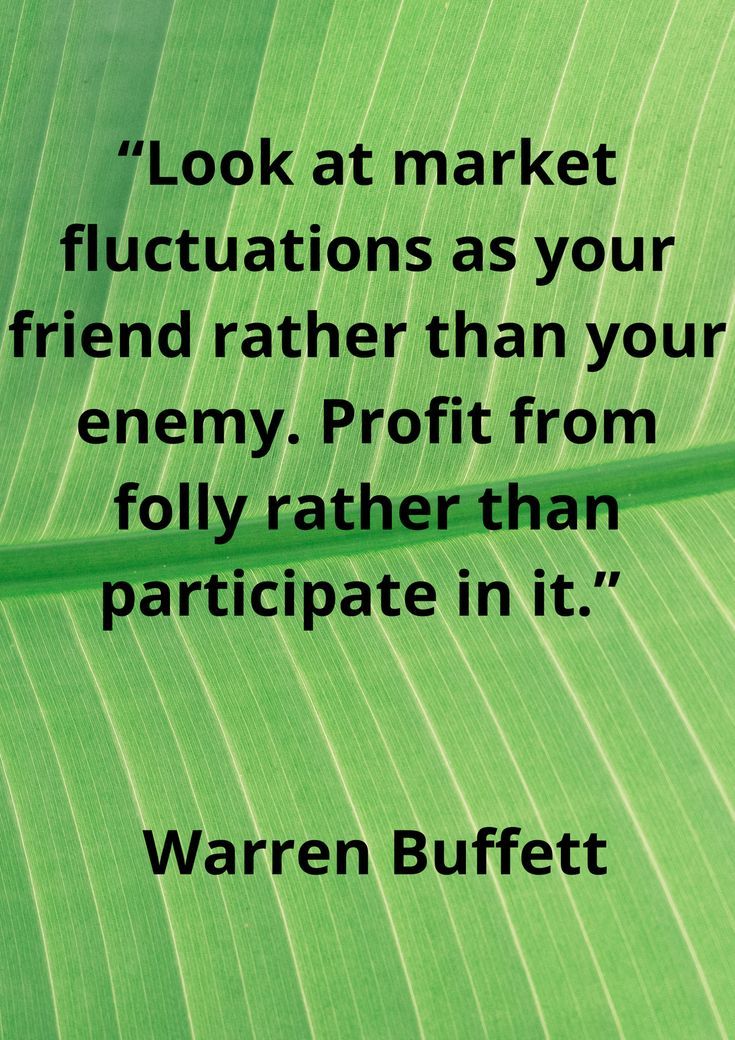 “Look at market
fluctuations as your
friend rather than your
enemy. Profit from
folly rather than
participate in it.”
Warren Buffett